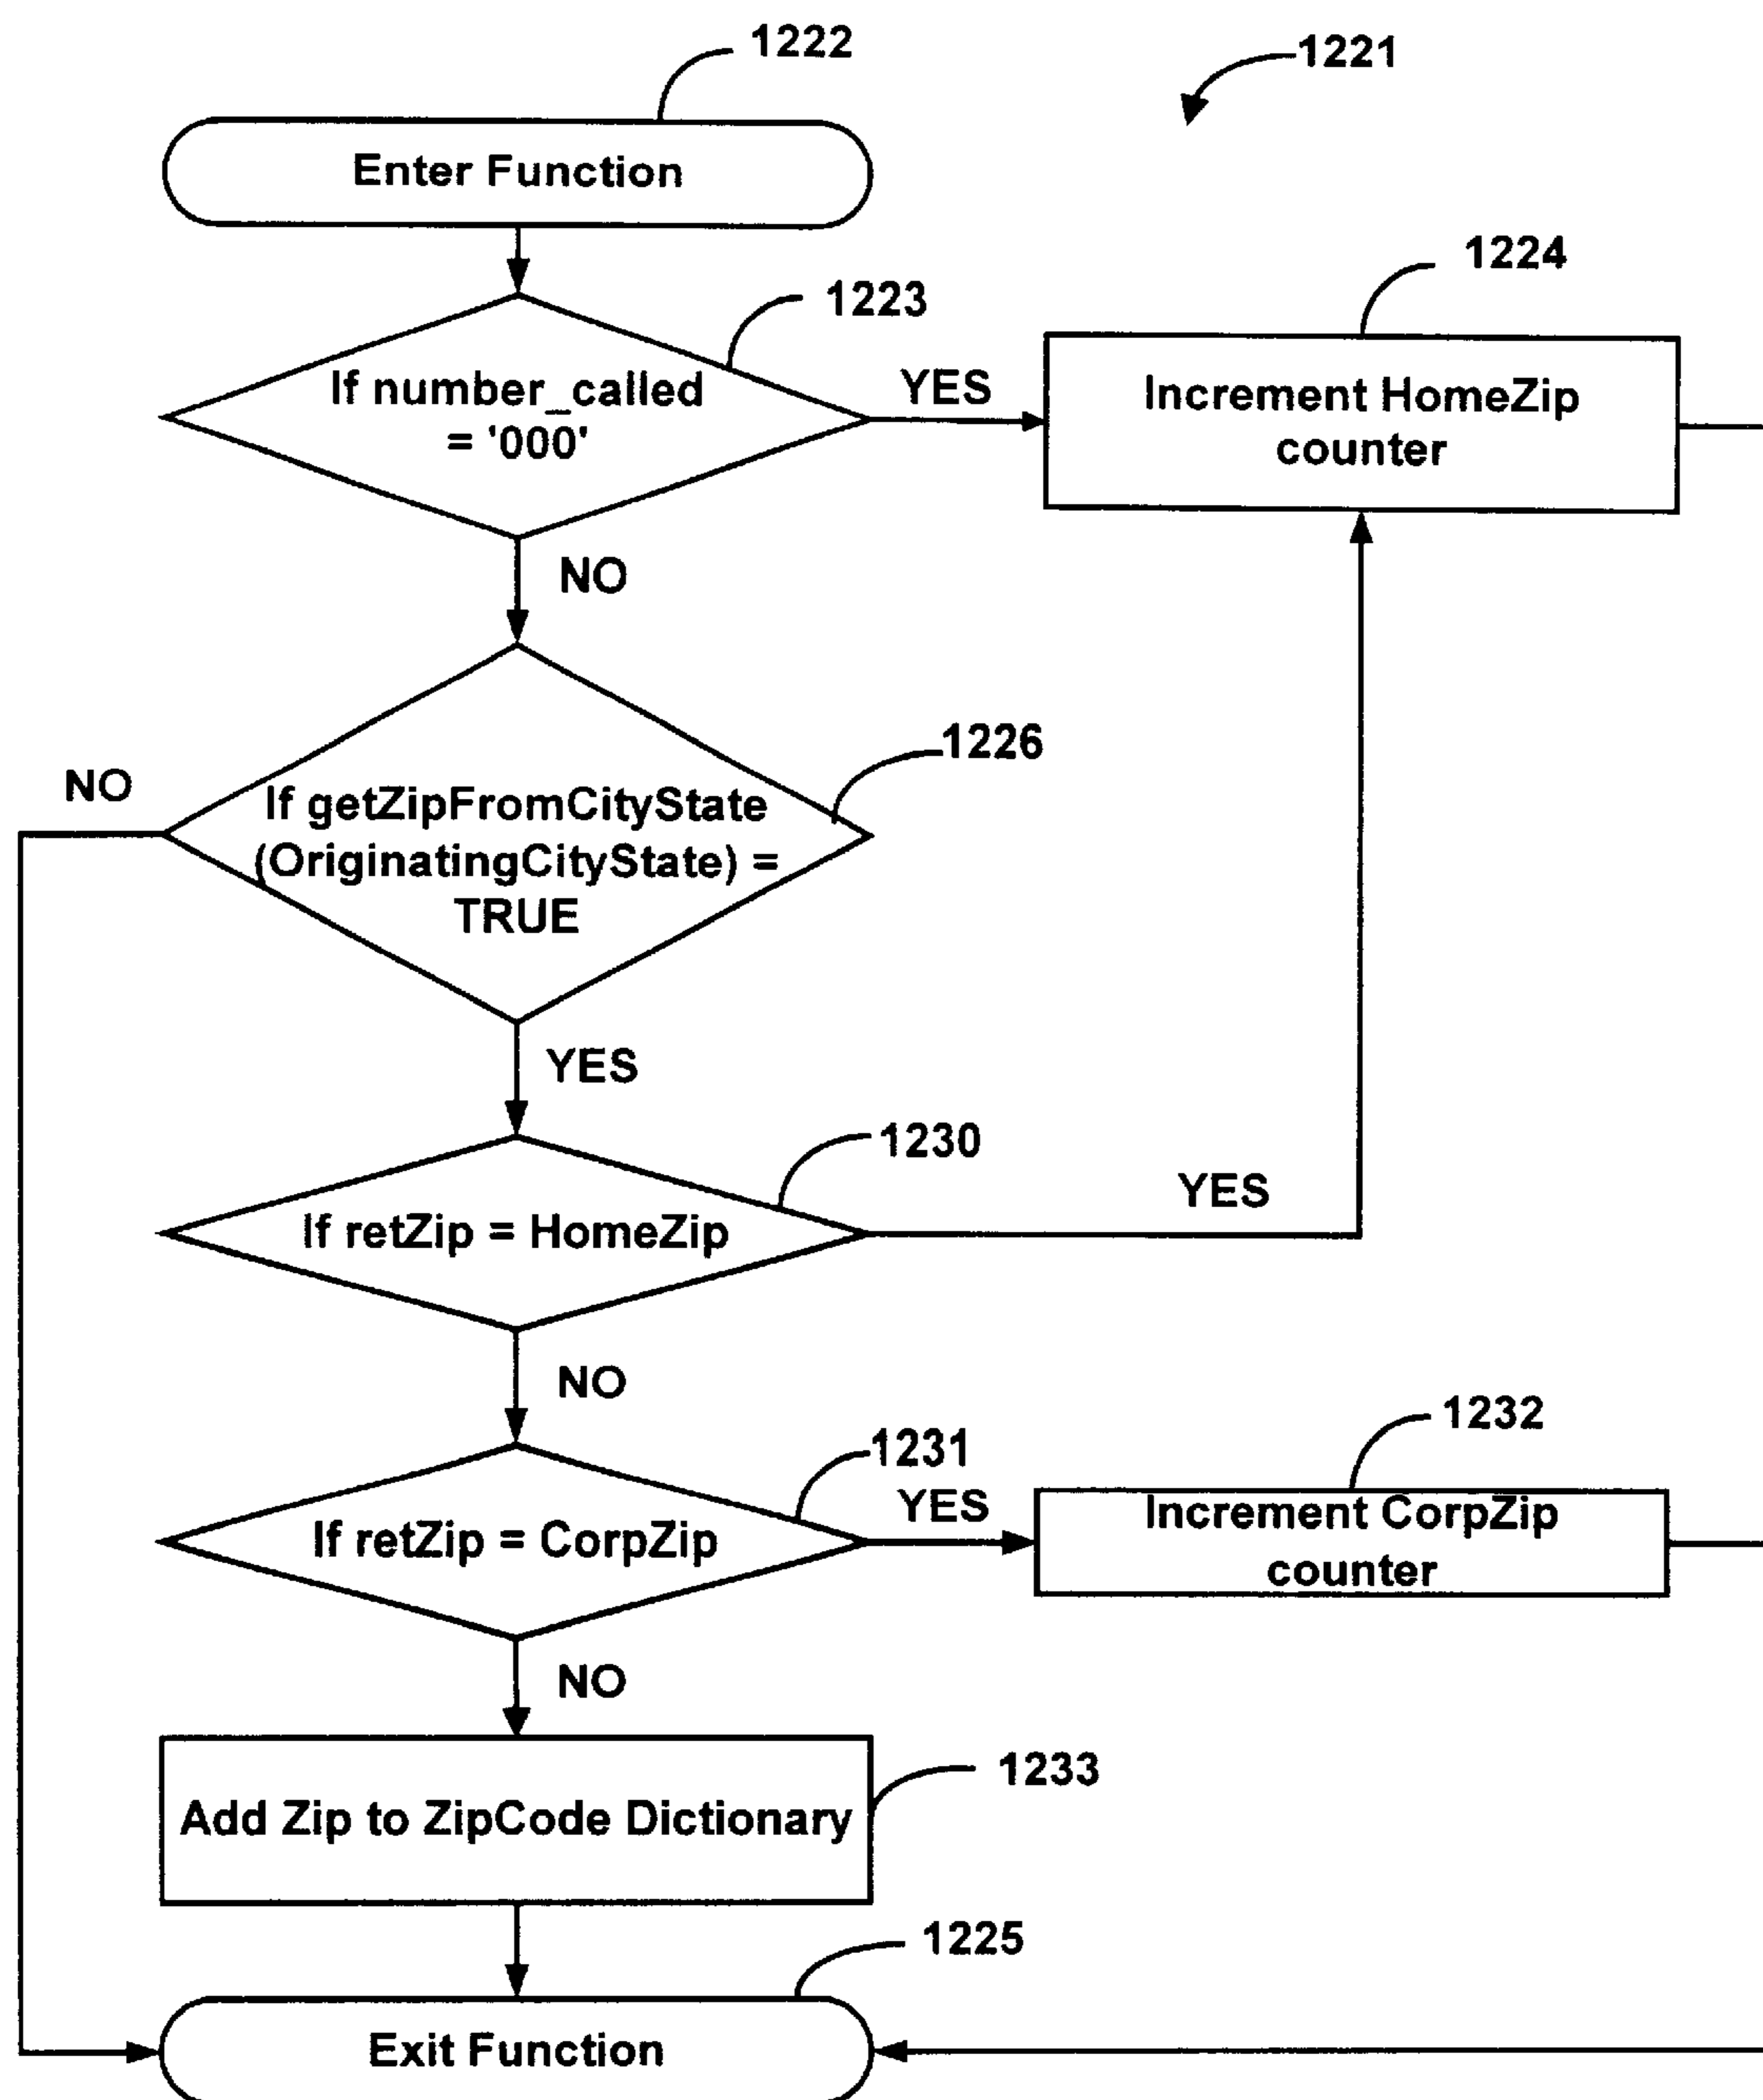 1222
1221
Enter Function
1223
1224
If number_called
= '000'
YES
Increment HomeZip
counter
NO
1226
NO
If getZipFromCityState
(OriginatingCityState) =
TRUE
YES
1230
YES
If retZip = HomeZip
NO
1231
1232
YES
If retZip = CorpZip
Increment CorpZip
counter
NO
1233
Add Zip to ZipCode Dictionary
1225
Exit Function